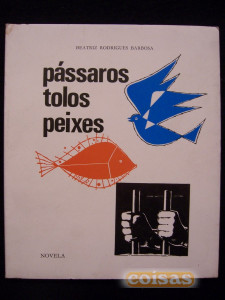 BEATRIZ RODRIGUES BARBOSA
pássaros
tolos
peixes
NOVELA
coisas